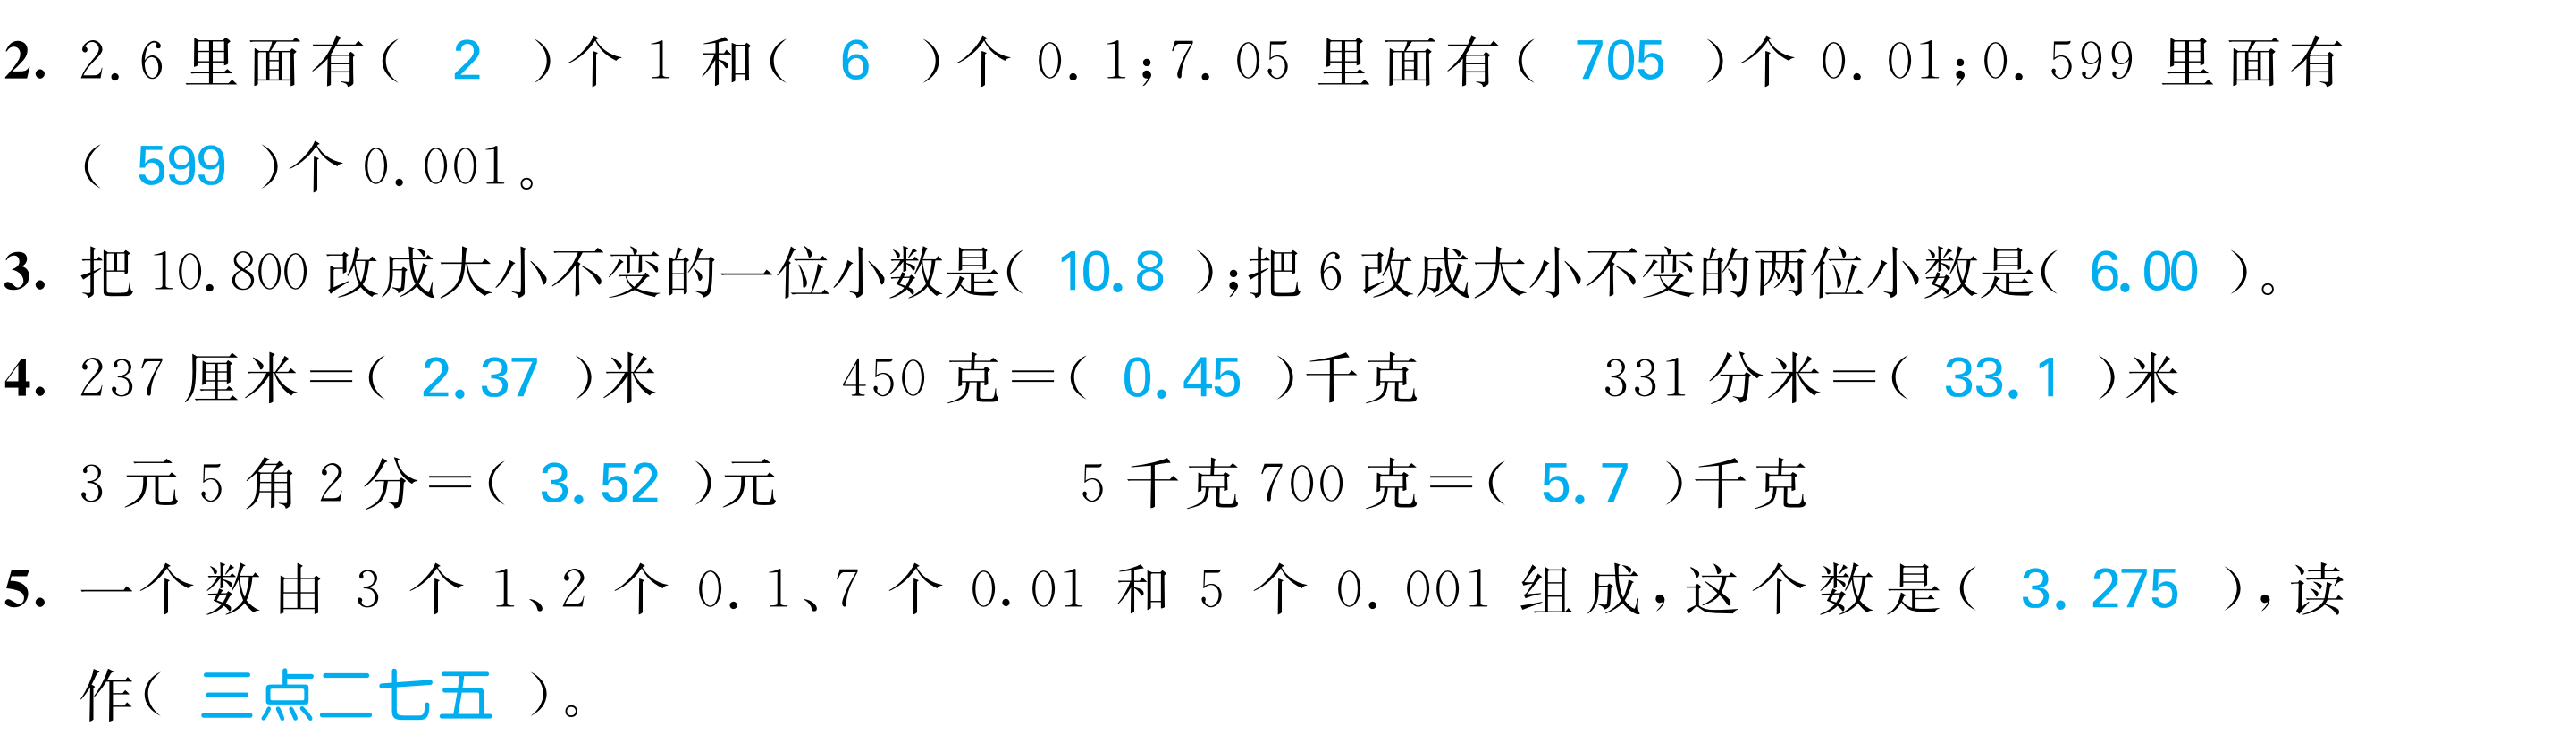 2. 2.6 里面有( 2 )个 1 和( 6 )个 0.1;7.05 里面有( 705 )个 0.01;0.599 里面有
( 599 )个 0.001。
3. 把 10.800 改成大小不变的一位小数是( 10.8 );把 6 改成大小不变的两位小数是( 6.00 )。
4. 237 厘米=( 2.37 )米 450 克=( 0.45 )千克 331 分米=( 33.1 )米
3 元 5 角 2 分=( 3.52 )元 5 千克 700 克=( 5.7 )千克
5. 一个数由 3 个 1、2 个 0.1、7 个 0.01 和 5 个 0.001 组成,这个数是( 3.275 ),读
作( 三点二七五 )。